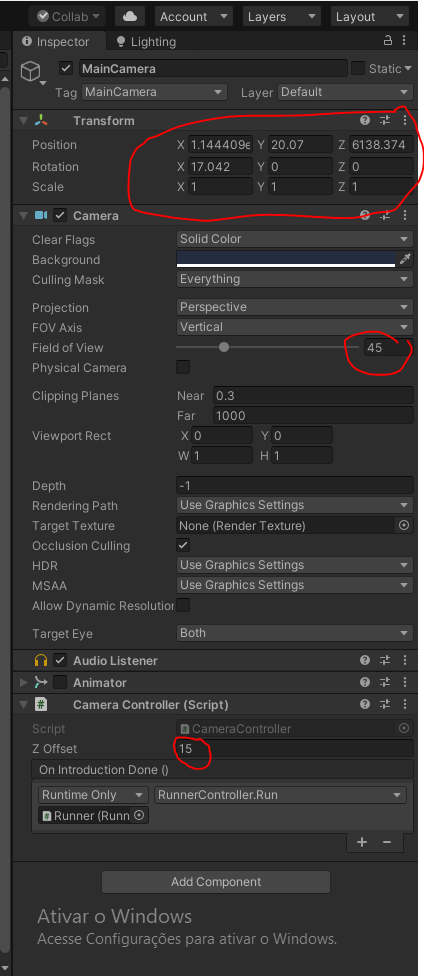 Collab Account Layers Layout
Inspector Lighting
MainCamera Static
Tag MainCamera Layer Default
Transform
Position X 1.144409e Y 20.07 Z 6138.374
Rotation X 17.042 Y 0 Z 0
Scale X 1 Y 1 Z 1
Camera
Clear Flags Solid Color
Background
Culling Mask Everything
Projection Perspective
FOV Axis Vertical
Field of View 45
Physical Camera
Clipping Planes Near 0.3
Far 1000
Viewport Rect X 0 Y 0
W 1 H 1
Depth -1
Rendering Path Use Graphics Settings
Target Texture None (Render Texture)
Occlusion Culling
HDR Use Graphics Settings
MSAA Use Graphics Settings
Allow Dynamic Resolution
Target Eye Both
Audio Listener
Animator
Camera Controller (Script)
Script CameraController
Z Offset 15
On Introduction Done ()
Runtime Only RunnerController.Run
Runner (Runn
Add Component
Ativar o Windows
Acesse Configurações para ativar o Windows.